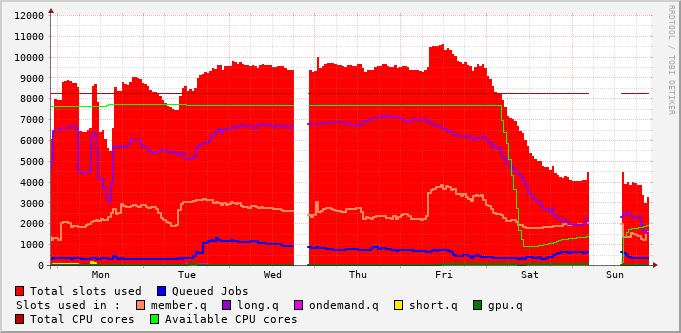 12000
11000
10000
9000
8000
7000
6000
5000
4000
3000
2000
1000
0
Mon Tue Wed Thu Fri Sat Sun
RRDTOOL / TOBI OETIKER
Total slots used Queued Jobs
Slots used in : member.q long.q ondemand.q short.q gpu.q
Total CPU cores Available CPU cores